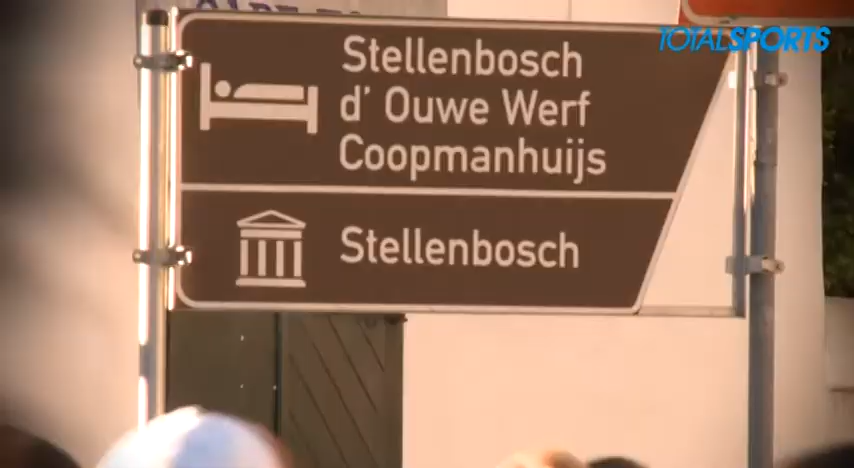 TOTALSPORTS
Stellenbosch
d' Ouwe Werf
Coopmanhuijs
Stellenbosch